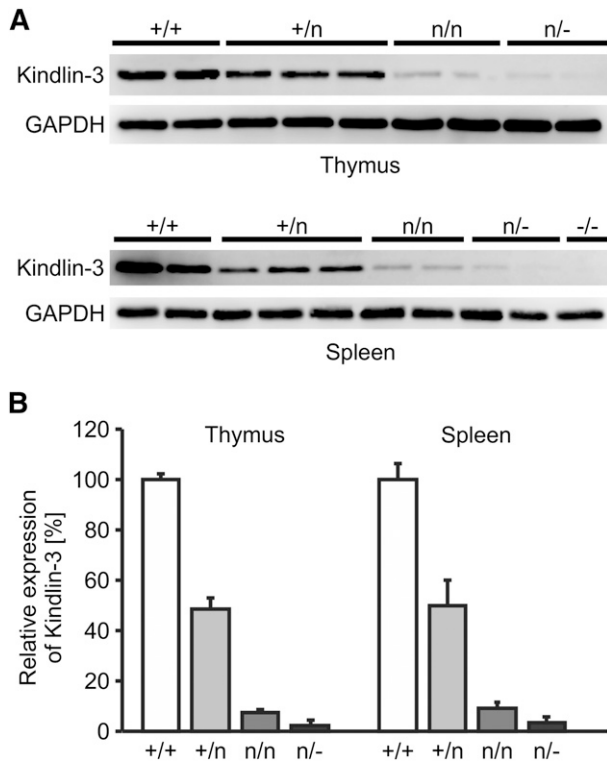 A
+/+ +/n n/n n/-
Kindlin-3
GAPDH
Thymus
+/+ +/n n/n n/- -/-
Kindlin-3
GAPDH
Spleen
B
Relative expression
of Kindlin-3 [%]
120
100
80
60
40
20
0
Thymus Spleen
+/+ +/n n/n n/- +/+ +/n n/n n/-